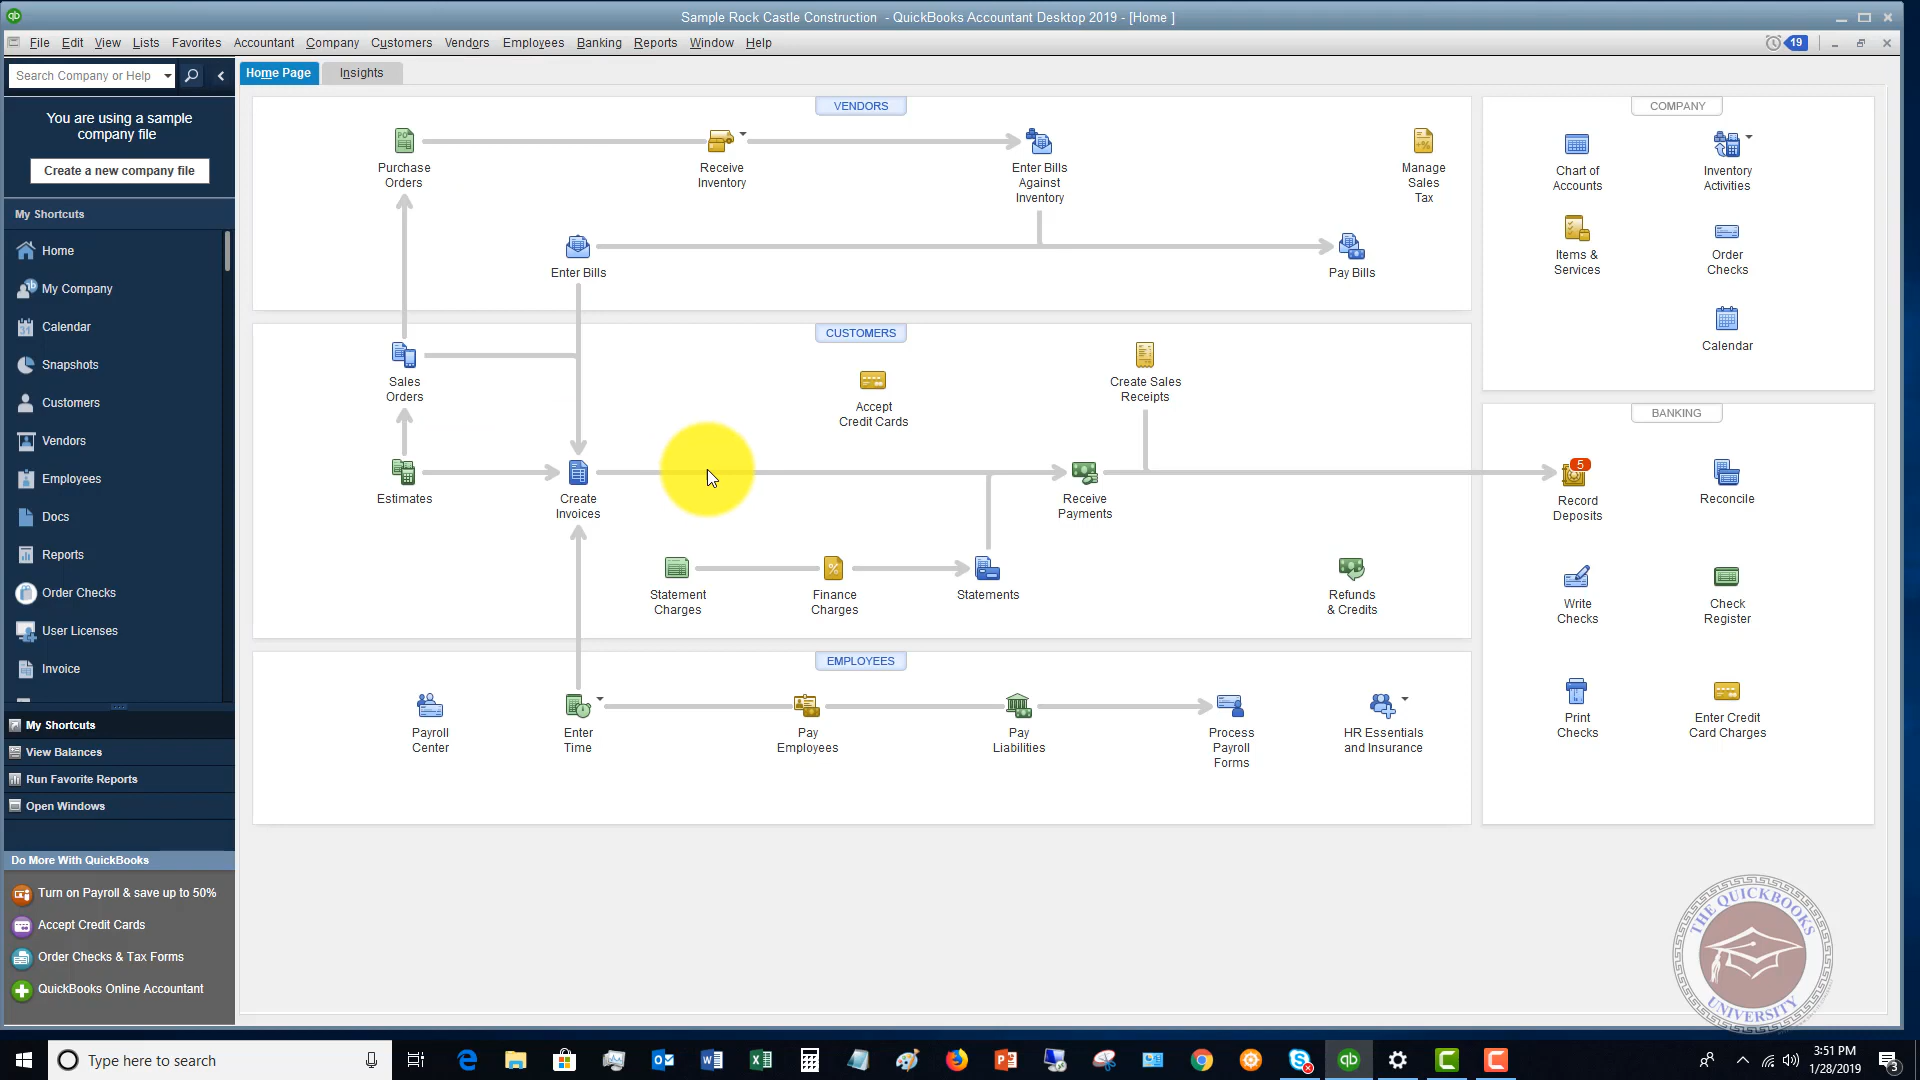 Sample Rock Castle Construction - QuickBooks Accountant Desktop 2019 - [Home ]
File Edit View Lists Favorites Accountant Company Customers Vendors Employees Banking Reports Window Help
19
Search Company or Help
You are using a sample
company file
Create a new company file
My Shortcuts
Home
My Company
Calendar
Snapshots
Customers
Vendors
Employees
Docs
Reports
Order Checks
User Licenses
Invoice
My Shortcuts
View Balances
Run Favorite Reports
Open Windows
Do More With QuickBooks
Turn on Payroll & save up to 50%
Accept Credit Cards
Order Checks & Tax Forms
QuickBooks Online Accountant
Home Page Insights
VENDORS
Purchase
Orders
Receive
Inventory
Enter Bills
Against
Inventory
Manage
Sales
Tax
Enter Bills
Pay Bills
CUSTOMERS
Sales
Orders
Accept
Credit Cards
Create Sales
Receipts
Estimates
Create
Invoices
Receive
Payments
Statement
Charges
Finance
Charges
Statements
Refunds
& Credits
EMPLOYEES
Payroll
Center
Enter
Time
Pay
Employees
Pay
Liabilities
Process
Payroll
Forms
HR Essentials
and Insurance
COMPANY
Chart of
Accounts
Inventory
Activities
Items &
Services
Order
Checks
Calendar
BANKING
5
Record
Deposits
Reconcile
Write
Checks
Check
Register
Print
Checks
Enter Credit
Card Charges
THE QUICKBOOKS
UNIVERSITY
Type here to search
3:51 PM
1/28/2019
3